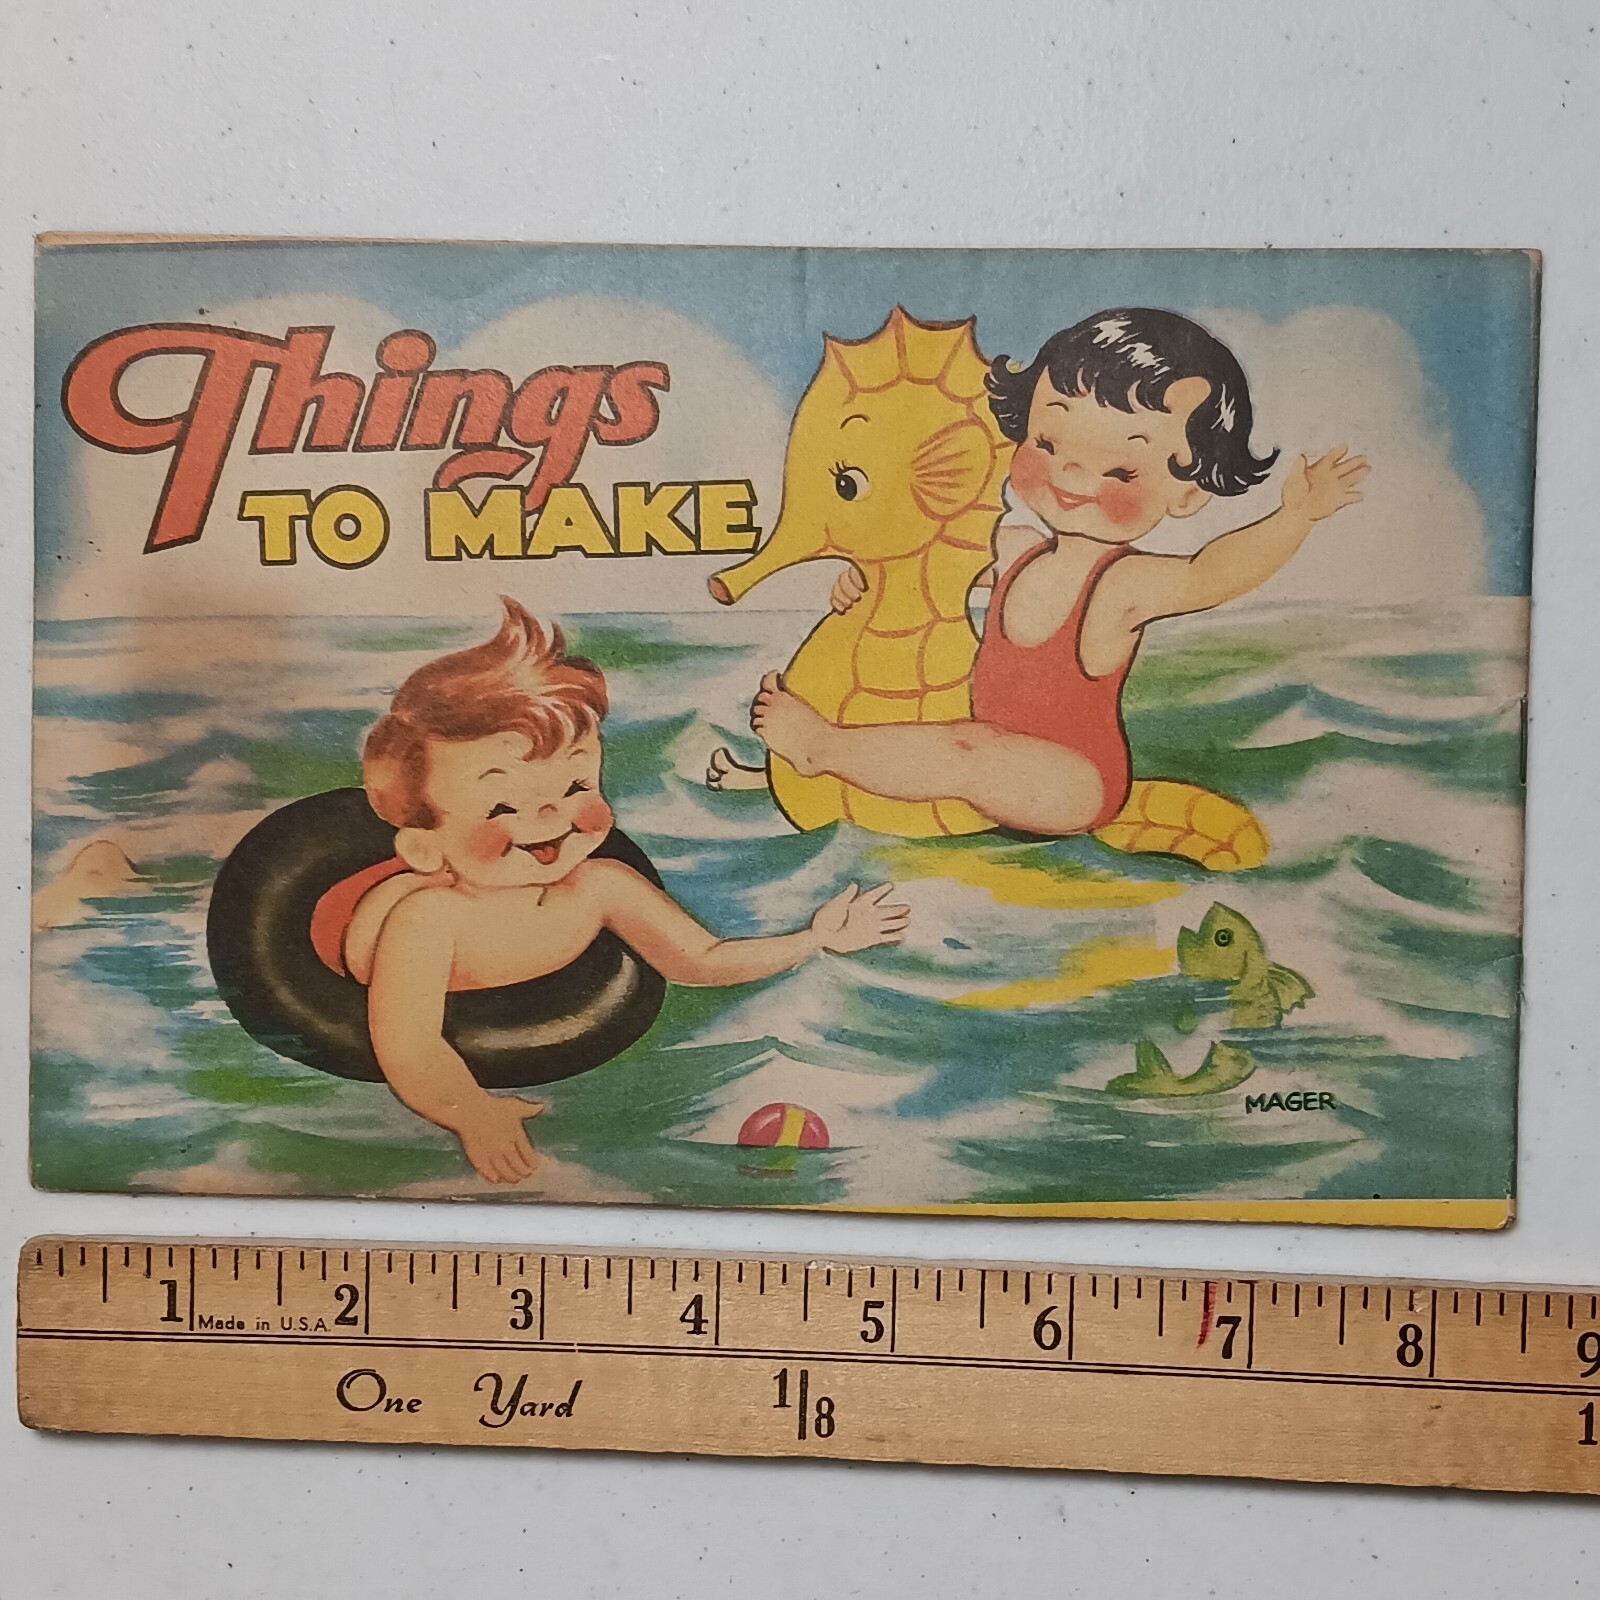 Things
TO MAKE
MAGER
1 2 3 4 5 6 7 8 9
Made in U.S.A.
One Yard 1/8 1